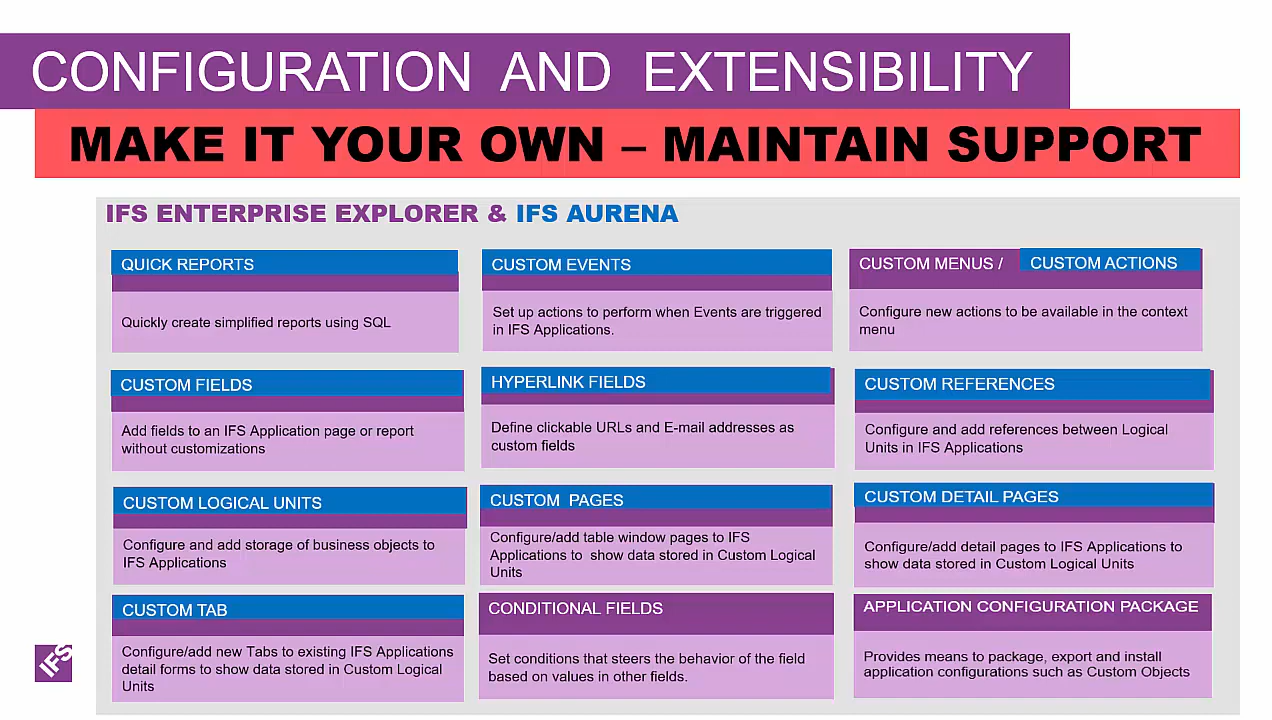 CONFIGURATION AND EXTENSIBILITY
MAKE IT YOUR OWN – MAINTAIN SUPPORT
IFS ENTERPRISE EXPLORER & IFS AURENA
QUICK REPORTS
Quickly create simplified reports using SQL
CUSTOM EVENTS
Set up actions to perform when Events are triggered
in IFS Applications.
CUSTOM MENUS / CUSTOM ACTIONS
Configure new actions to be available in the context
menu
CUSTOM FIELDS
Add fields to an IFS Application page or report
without customizations
HYPERLINK FIELDS
Define clickable URLs and E-mail addresses as
custom fields
CUSTOM REFERENCES
Configure and add references between Logical
Units in IFS Applications
CUSTOM LOGICAL UNITS
Configure and add storage of business objects to
IFS Applications
CUSTOM PAGES
Configure/add table window pages to IFS
Applications to show data stored in Custom Logical
Units
CUSTOM DETAIL PAGES
Configure/add detail pages to IFS Applications to
show data stored in Custom Logical Units
CUSTOM TAB
Configure/add new Tabs to existing IFS Applications
detail forms to show data stored in Custom Logical
Units
CONDITIONAL FIELDS
Set conditions that steers the behavior of the field
based on values in other fields.
APPLICATION CONFIGURATION PACKAGE
Provides means to package, export and install
application configurations such as Custom Objects
IFS